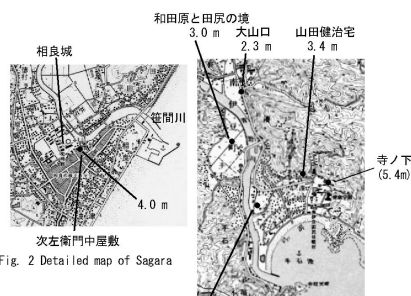 和田原と田尻の境
3.0 m
大山口
2.3 m
山田健治宅
3.4 m
相良城
笹間川
寺ノ下
(5.4m)
4.0 m
次左衛門中屋敷
Fig. 2 Detailed map of Sagara